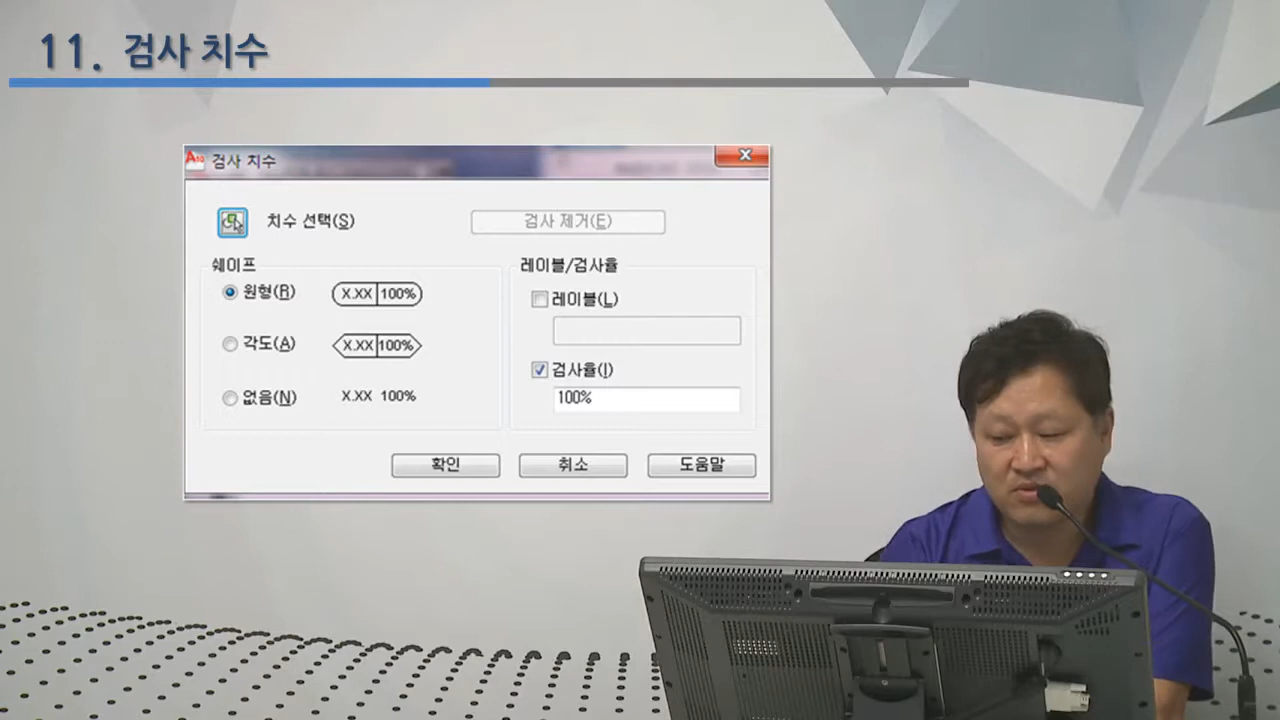 11. 검사 치수
검사 치수
치수 선택(S)
검사 제거(E)
쉐이프
레이블/검사율
원형(R)
X.XX 100%
레이블(L)
각도(A)
X.XX 100%
검사율(I)
없음(N)
X.XX 100%
100%
확인
취소
도움말